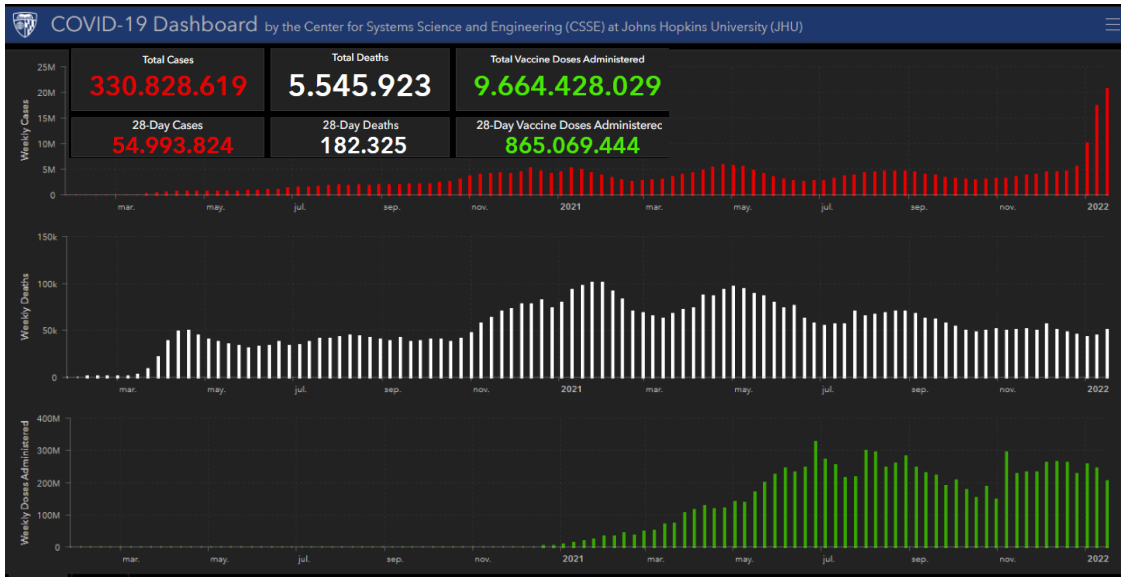 COVID-19 Dashboard by the Center for Systems Science and Engineering (CSSE) at Johns Hopkins University (JHU)
Total Cases
330.828.619
Total Deaths
5.545.923
Total Vaccine Doses Administered
9.664.428.029
28-Day Cases
54.993.824
28-Day Deaths
182.325
28-Day Vaccine Doses Administerec
865.069.444
Weekly Cases
25M
20M
15M
10M
5M
0
mar. may. jul. sep. nov. 2021 mar. may. jul. sep. nov. 2022
Weekly Deaths
150k
100k
50k
0
mar. may. jul. sep. nov. 2021 mar. may. jul. sep. nov. 2022
Weekly Doses Administered
400M
300M
200M
100M
0
mar. may. jul. sep. nov. 2021 mar. may. jul. sep. nov. 2022